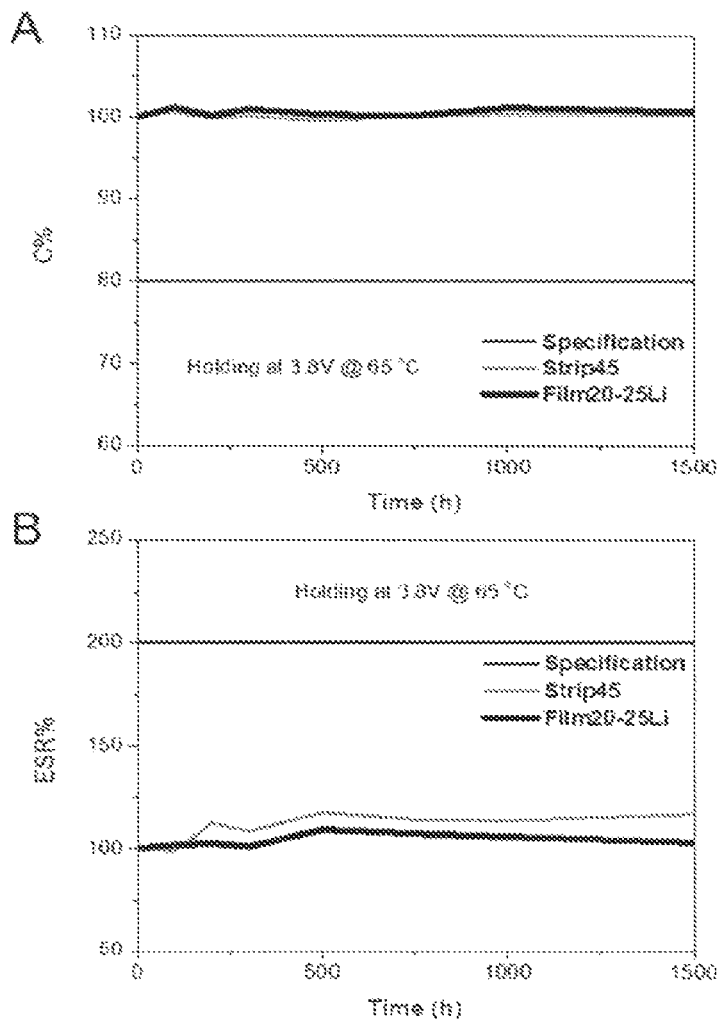 A
110
100
90
80
70
60
C%
Holding at 3.8V @ 65 °C
Specification
Strip45
Film20-25Li
0
500
1000
1500
Time (h)
B
250
200
150
100
50
ESR%
Holding at 3.8V @ 65 °C
Specification
Strip45
Film20-25Li
0
500
1000
1500
Time (h)